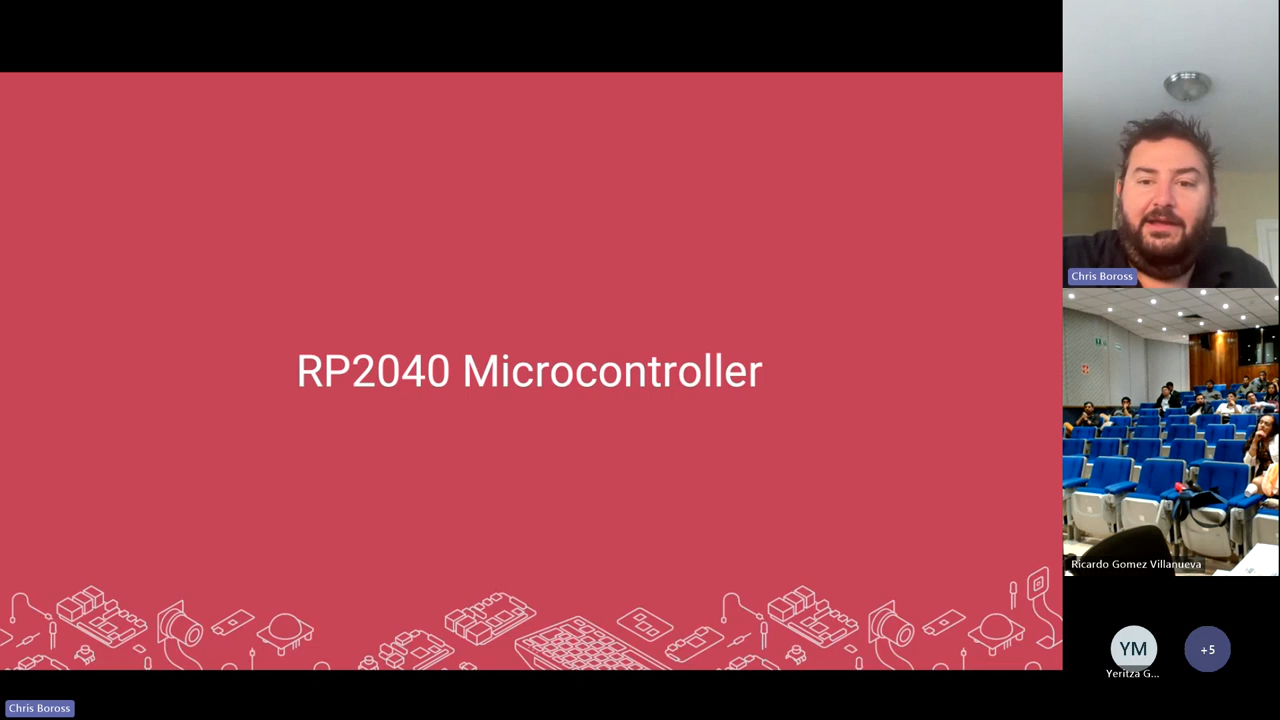 RP2040 Microcontroller
Chris Boross
Chris Boross
Ricardo Gomez Villanueva
YM
Yeritza G...
+5